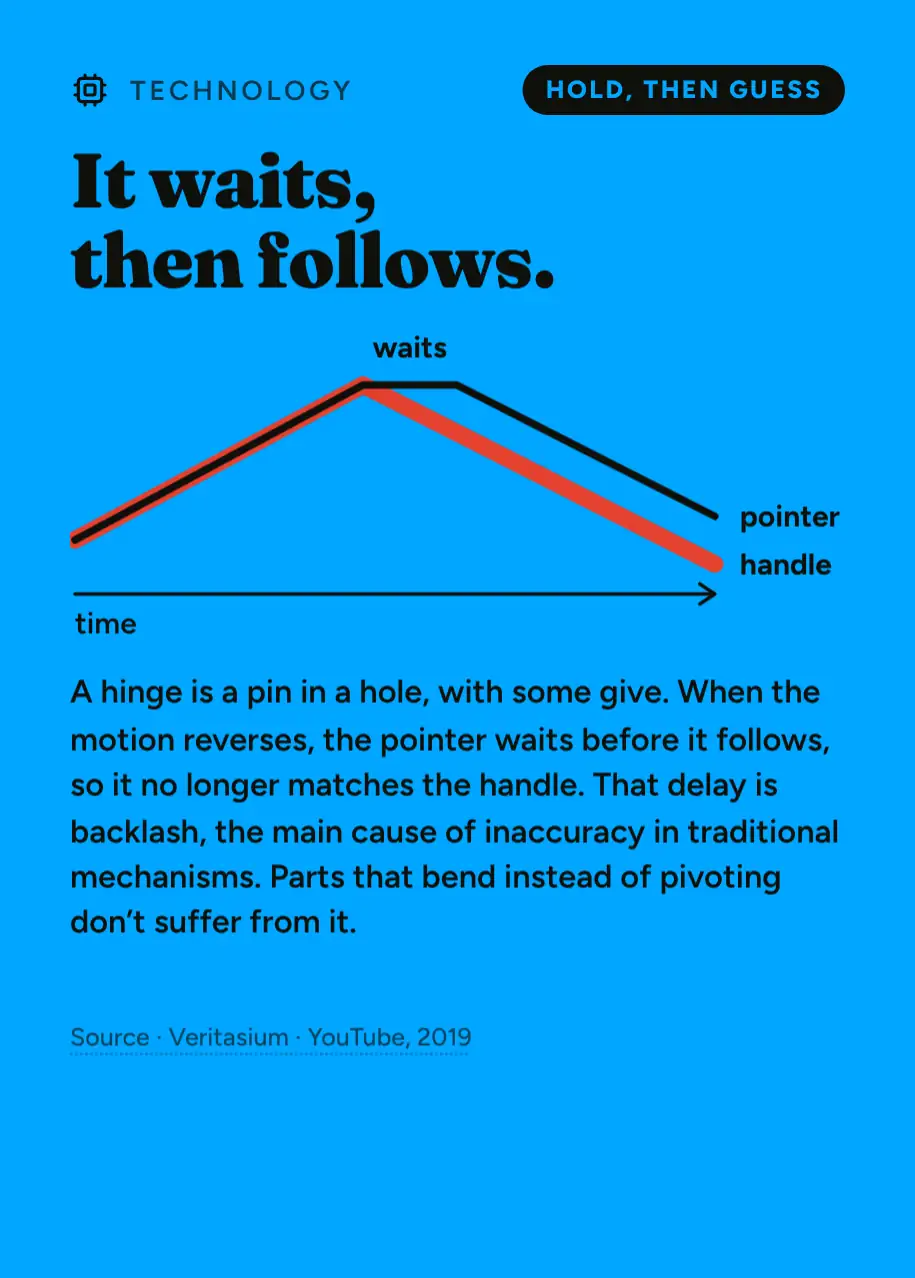 TECHNOLOGY
HOLD, THEN GUESS
It waits,
then follows.
waits
pointer
handle
time
A hinge is a pin in a hole, with some give. When the
motion reverses, the pointer waits before it follows,
so it no longer matches the handle. That delay is
backlash, the main cause of inaccuracy in traditional
mechanisms. Parts that bend instead of pivoting
don’t suffer from it.
Source · Veritasium · YouTube, 2019